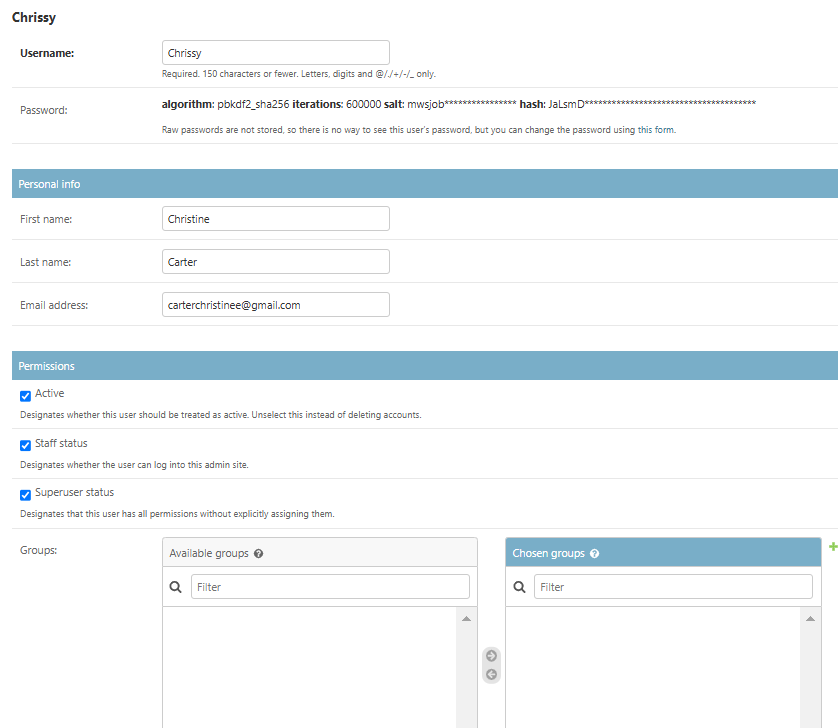 Chrissy
Username: Chrissy
Required. 150 characters or fewer. Letters, digits and @/./+/-/_ only.
Password: algorithm: pbkdf2_sha256 iterations: 600000 salt: mwsjob**************** hash: JaLsmD**************************************
Raw passwords are not stored, so there is no way to see this user's password, but you can change the password using this form.
Personal info
First name: Christine
Last name: Carter
Email address: carterchristinee@gmail.com
Permissions
Active
Designates whether this user should be treated as active. Unselect this instead of deleting accounts.
Staff status
Designates whether the user can log into this admin site.
Superuser status
Designates that this user has all permissions without explicitly assigning them.
Groups: Available groups ? Chosen groups ? +
Filter Filter